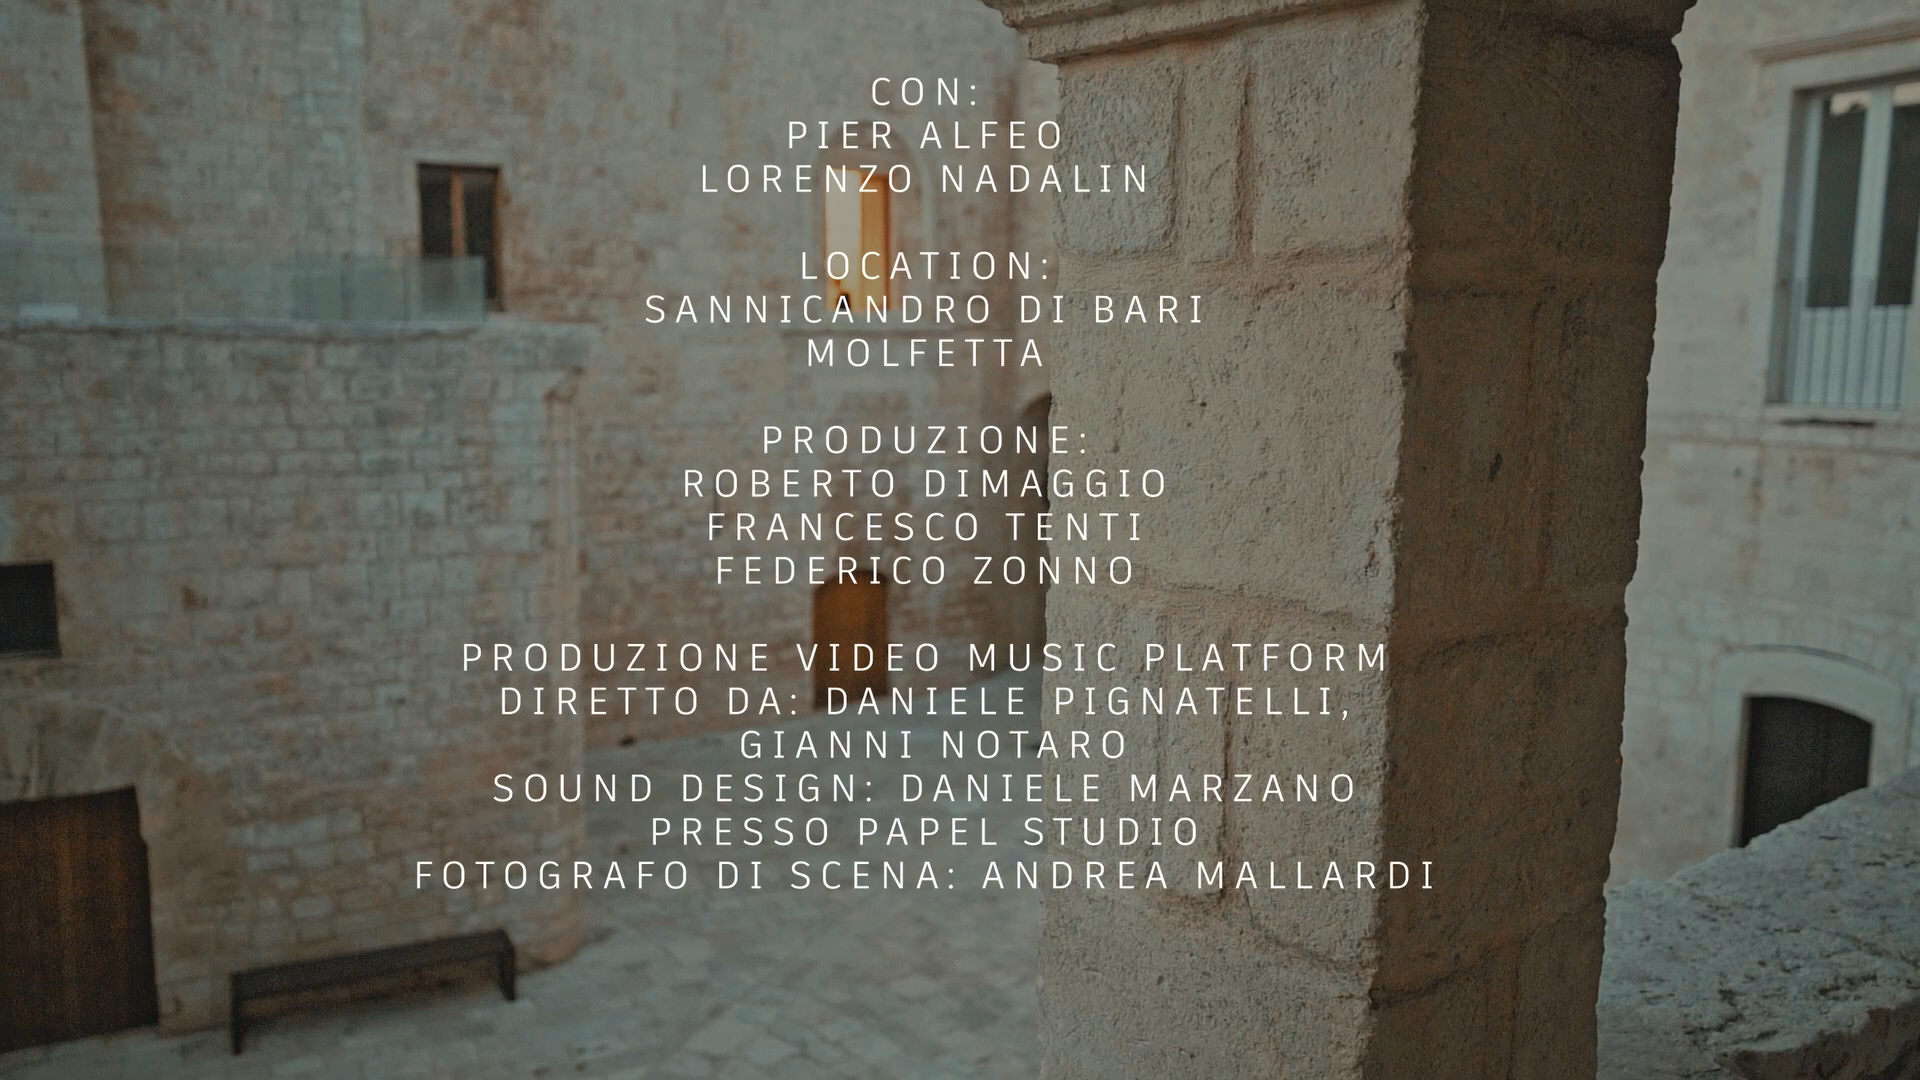 CON:
PIER ALFEO
LORENZO NADALIN
LOCATION:
SANNICANDRO DI BARI
MOLFETTA
PRODUZIONE:
ROBERTO DIMAGGIO
FRANCESCO TENTI
FEDERICO ZONNO
PRODUZIONE VIDEO MUSIC PLATFORM
DIRETTO DA: DANIELE PIGNATELLI,
GIANNI NOTARO
SOUND DESIGN: DANIELE MARZANO
PRESSO PAPEL STUDIO
FOTOGRAFO DI SCENA: ANDREA MALLARDI